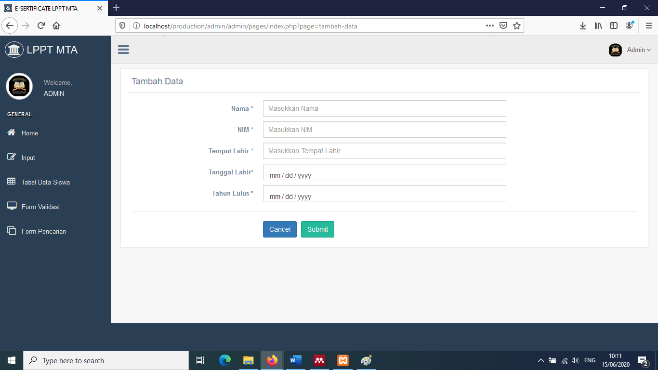 E-SERTIFICATE LPPT MTA
localhost/production/admin/admin/pages/index.php?page=tambah-data
LPPT MTA
Admin
Welcome,
ADMIN
GENERAL
Home
Input
Tabel Data Siswa
Form Validasi
Form Pencarian
Tambah Data
Nama *
Masukkan Nama
NIM *
Masukkan NIM
Tempat Lahir *
Masukkan Tempat Lahir
Tanggal Lahir*
mm / dd / yyyy
Tahun Lulus *
mm / dd / yyyy
Cancel
Submit
Type here to search
ENG
10:11
15/06/2020
2